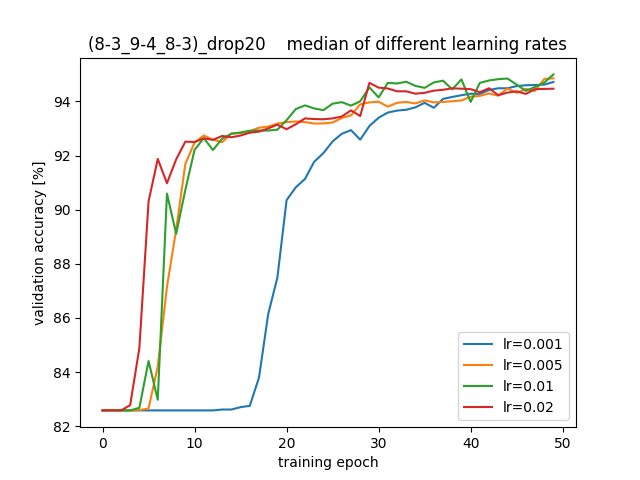 (8-3_9-4_8-3)_drop20    median of different learning rates
validation accuracy [%]
94
92
90
88
86
84
82
0 10 20 30 40 50
training epoch
lr=0.001
lr=0.005
lr=0.01
lr=0.02